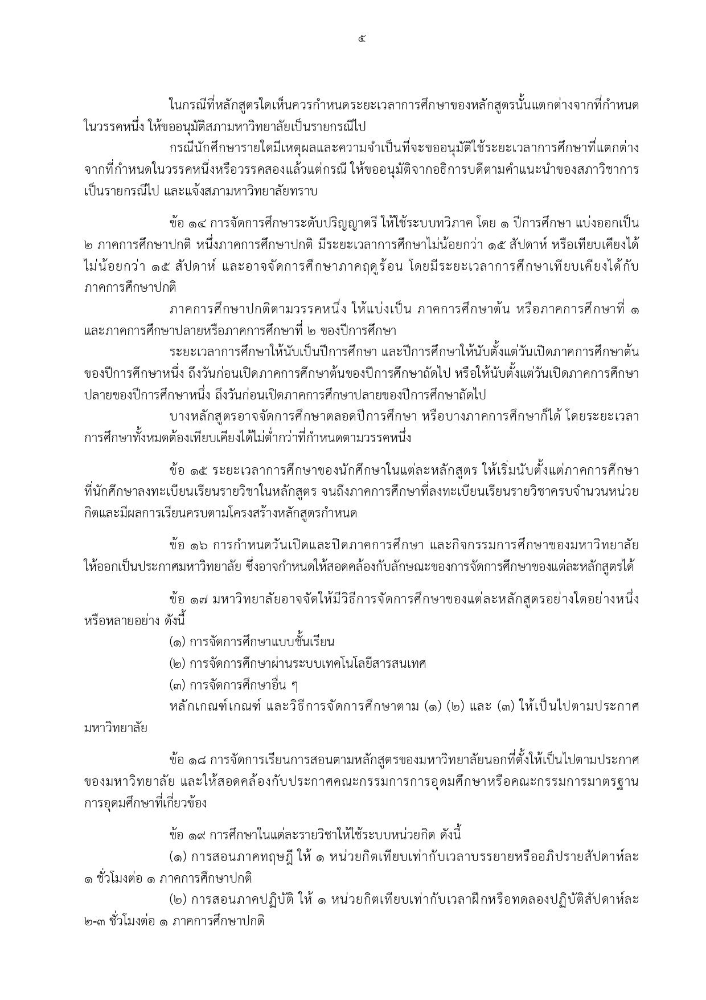 ๕
ในกรณีที่หลักสูตรใดเห็นควรกำหนดระยะเวลาการศึกษาของหลักสูตรนั้นแตกต่างจากที่กำหนด
ในวรรคหนึ่ง ให้ขออนุมัติสภามหาวิทยาลัยเป็นรายกรณีไป
กรณีนักศึกษารายใดมีเหตุผลและความจำเป็นที่จะขออนุมัติใช้ระยะเวลาการศึกษาที่แตกต่าง
จากที่กำหนดในวรรคหนึ่งหรือวรรคสองแล้วแต่กรณี ให้ขออนุมัติจากอธิการบดีตามคำแนะนำของสภาวิชาการ
เป็นรายกรณีไป และแจ้งสภามหาวิทยาลัยทราบ
ข้อ ๑๔ การจัดการศึกษาระดับปริญญาตรี ให้ใช้ระบบทวิภาค โดย ๑ ปีการศึกษา แบ่งออกเป็น
๒ ภาคการศึกษาปกติ หนึ่งภาคการศึกษาปกติ มีระยะเวลาการศึกษาไม่น้อยกว่า ๑๕ สัปดาห์ หรือเทียบเคียงได้
ไม่น้อยกว่า ๑๕ สัปดาห์ และอาจจัดการศึกษาภาคฤดูร้อน โดยมีระยะเวลาการศึกษาเทียบเคียงได้กับ
ภาคการศึกษาปกติ
ภาคการศึกษาปกติตามวรรคหนึ่ง ให้แบ่งเป็น ภาคการศึกษาต้น หรือภาคการศึกษาที่ ๑
และภาคการศึกษาปลายหรือภาคการศึกษาที่ ๒ ของปีการศึกษา
ระยะเวลาการศึกษาให้นับเป็นปีการศึกษา และปีการศึกษาให้นับตั้งแต่วันเปิดภาคการศึกษาต้น
ของปีการศึกษาหนึ่ง ถึงวันก่อนเปิดภาคการศึกษาต้นของปีการศึกษาถัดไป หรือให้นับตั้งแต่วันเปิดภาคการศึกษา
ปลายของปีการศึกษาหนึ่ง ถึงวันก่อนเปิดภาคการศึกษาปลายของปีการศึกษาถัดไป
บางหลักสูตรอาจจัดการศึกษาตลอดปีการศึกษา หรือบางภาคการศึกษาก็ได้ โดยระยะเวลา
การศึกษาทั้งหมดต้องเทียบเคียงได้ไม่ต่ำกว่าที่กำหนดตามวรรคหนึ่ง
ข้อ ๑๕ ระยะเวลาการศึกษาของนักศึกษาในแต่ละหลักสูตร ให้เริ่มนับตั้งแต่ภาคการศึกษา
ที่นักศึกษาลงทะเบียนเรียนรายวิชาในหลักสูตร จนถึงภาคการศึกษาที่ลงทะเบียนเรียนรายวิชาครบจำนวนหน่วย
กิตและมีผลการเรียนครบตามโครงสร้างหลักสูตรกำหนด
ข้อ ๑๖ การกำหนดวันเปิดและปิดภาคการศึกษา และกิจกรรมการศึกษาของมหาวิทยาลัย
ให้ออกเป็นประกาศมหาวิทยาลัย ซึ่งอาจกำหนดให้สอดคล้องกับลักษณะของการจัดการศึกษาของแต่ละหลักสูตรได้
ข้อ ๑๗ มหาวิทยาลัยอาจจัดให้มีวิธีการจัดการศึกษาของแต่ละหลักสูตรอย่างใดอย่างหนึ่ง
หรือหลายอย่าง ดังนี้
(๑) การจัดการศึกษาแบบชั้นเรียน
(๒) การจัดการศึกษาผ่านระบบเทคโนโลยีสารสนเทศ
(๓) การจัดการศึกษาอื่น ๆ
หลักเกณฑ์เกณฑ์ และวิธีการจัดการศึกษาตาม (๑) (๒) และ (๓) ให้เป็นไปตามประกาศ
มหาวิทยาลัย
ข้อ ๑๘ การจัดการเรียนการสอนตามหลักสูตรของมหาวิทยาลัยนอกที่ตั้งให้เป็นไปตามประกาศ
ของมหาวิทยาลัย และให้สอดคล้องกับประกาศคณะกรรมการการอุดมศึกษาหรือคณะกรรมการมาตรฐาน
การอุดมศึกษาที่เกี่ยวข้อง
ข้อ ๑๙ การศึกษาในแต่ละรายวิชาให้ใช้ระบบหน่วยกิต ดังนี้
(๑) การสอนภาคทฤษฎี ให้ ๑ หน่วยกิตเทียบเท่ากับเวลาบรรยายหรืออภิปรายสัปดาห์ละ
๑ ชั่วโมงต่อ ๑ ภาคการศึกษาปกติ
(๒) การสอนภาคปฏิบัติ ให้ ๑ หน่วยกิตเทียบเท่ากับเวลาฝึกหรือทดลองปฏิบัติสัปดาห์ละ
๒-๓ ชั่วโมงต่อ ๑ ภาคการศึกษาปกติ